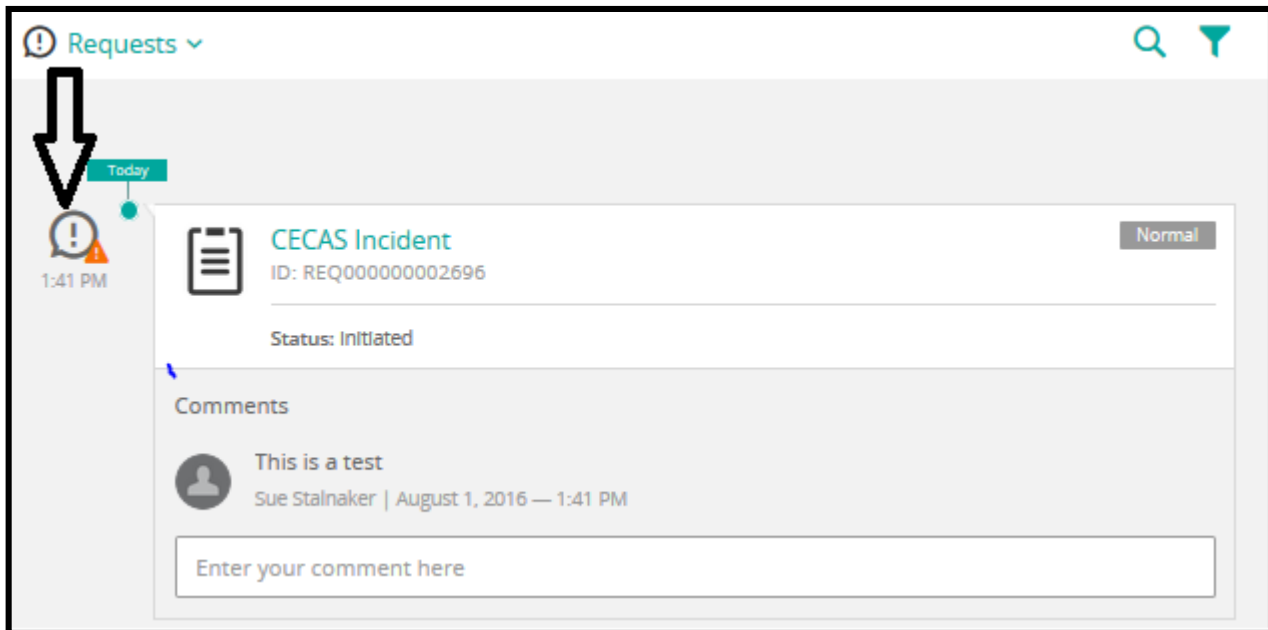 Requests
Today
1:41 PM
CECAS Incident
Normal
ID: REQ000000002696
Status: Initiated
Comments
This is a test
Sue Stalnaker | August 1, 2016 — 1:41 PM
Enter your comment here